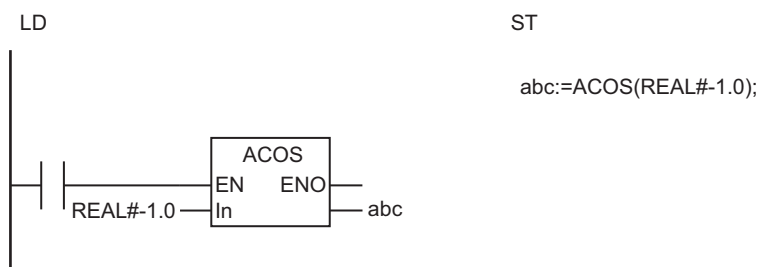 LD
ST
abc:=ACOS(REAL#-1.0);
ACOS
EN ENO
REAL#-1.0 In abc